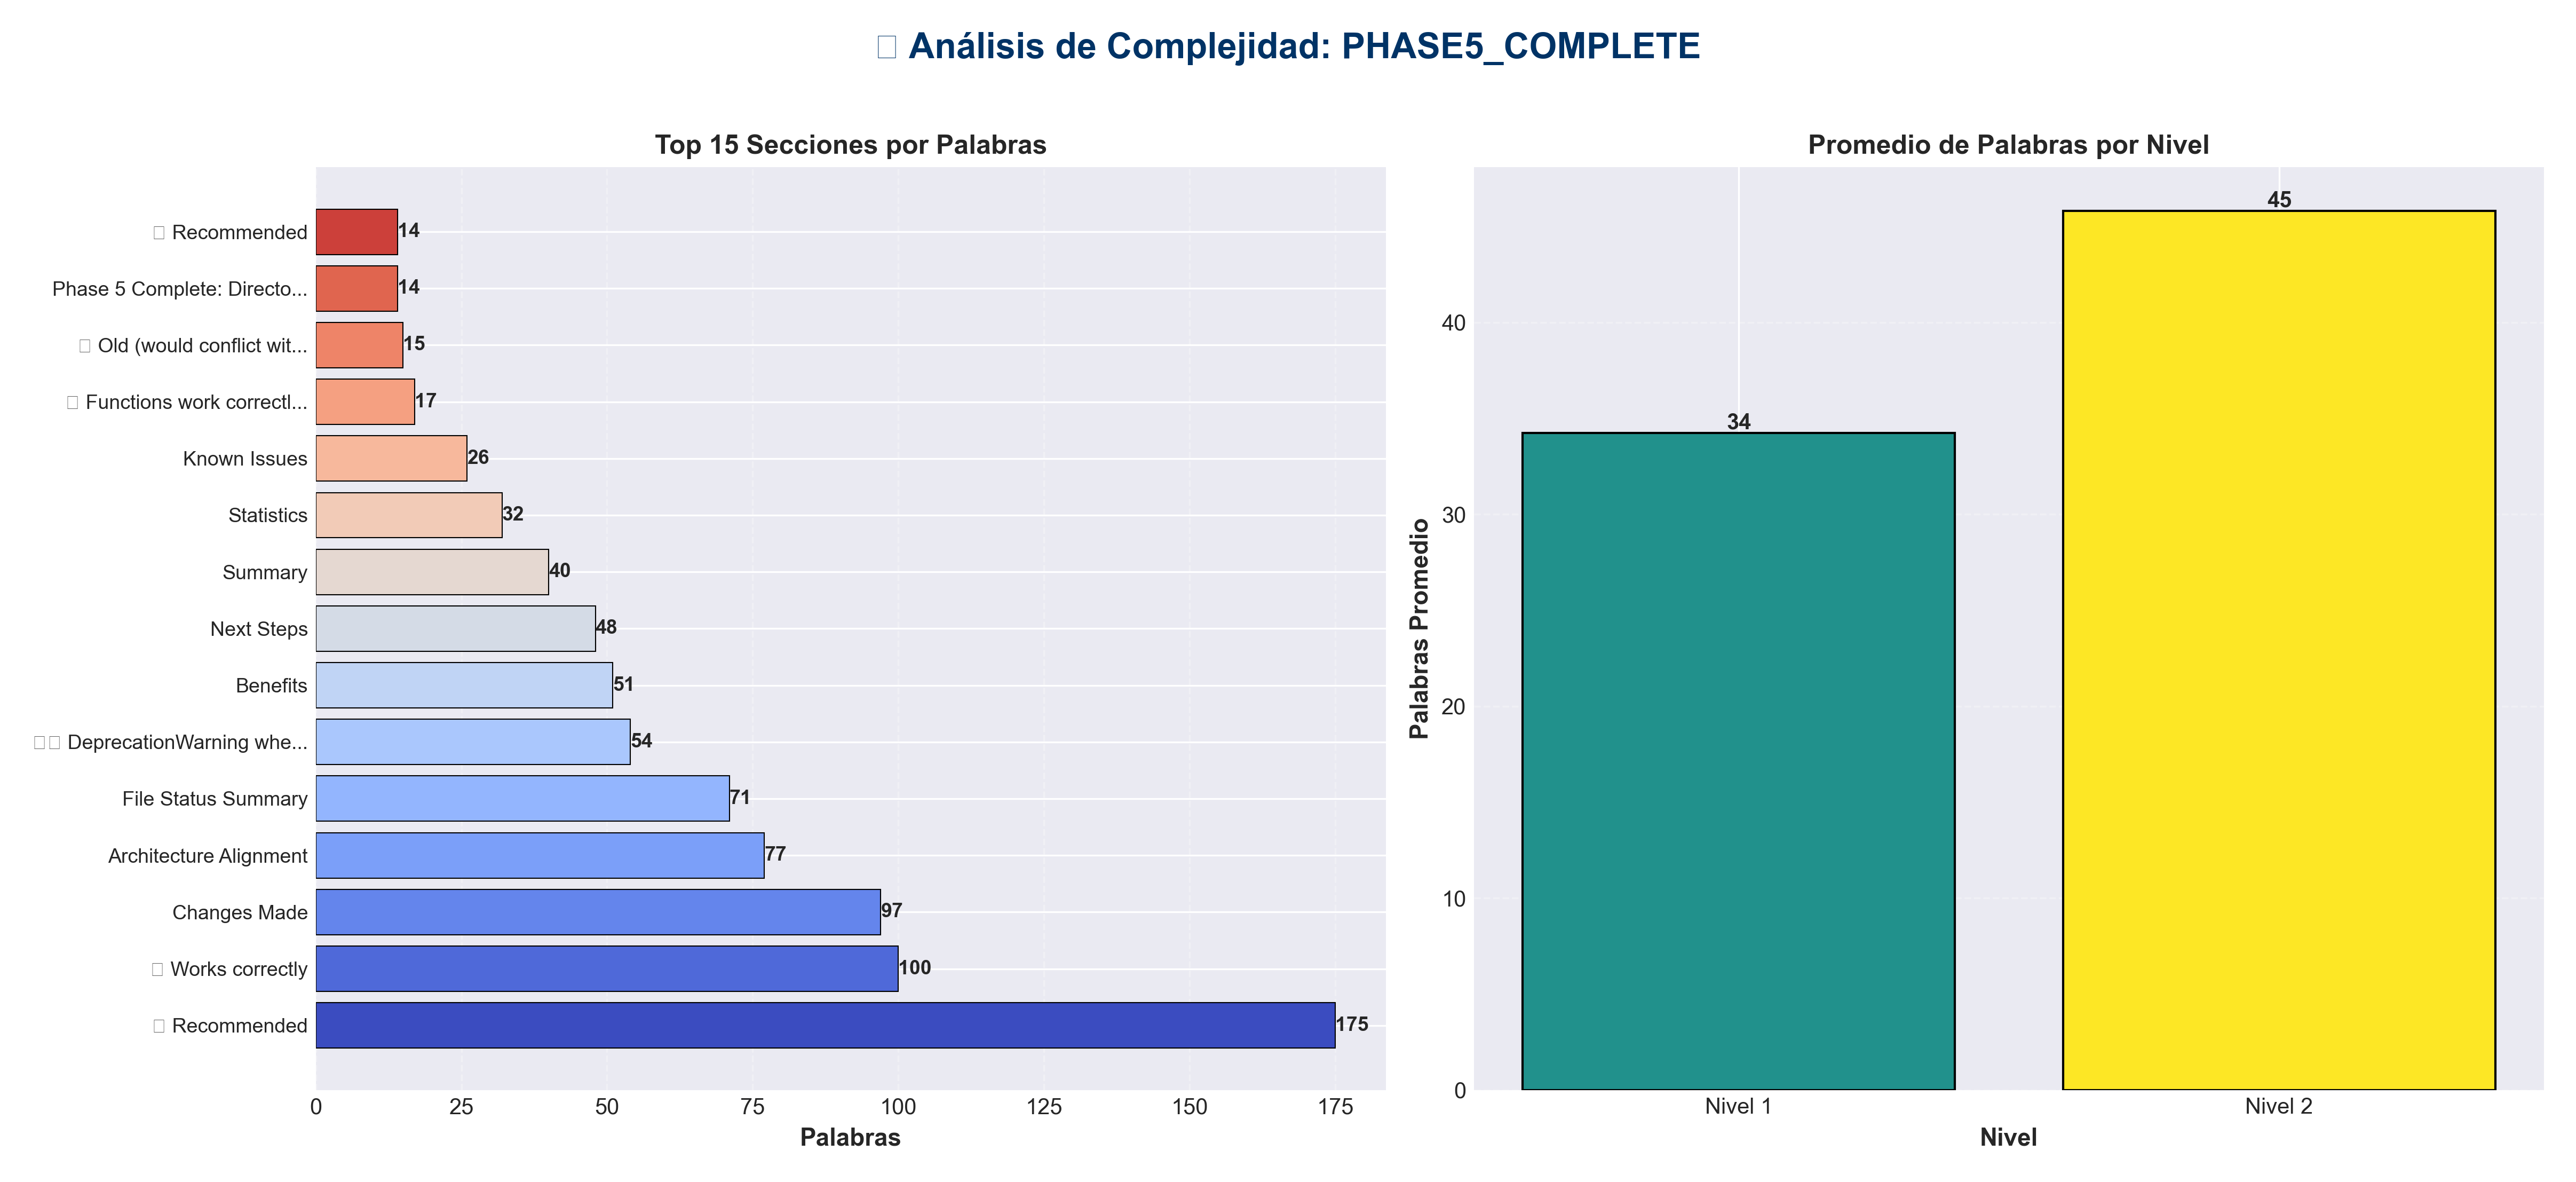 Análisis de Complejidad: PHASE5_COMPLETE
Top 15 Secciones por Palabras
Recommended
14
Phase 5 Complete: Directo...
14
Old (would conflict wit...
15
Functions work correctl...
17
Known Issues
26
Statistics
32
Summary
40
Next Steps
48
Benefits
51
DeprecationWarning whe...
54
File Status Summary
71
Architecture Alignment
77
Changes Made
97
Works correctly
100
Recommended
175
0 25 50 75 100 125 150 175
Palabras
Promedio de Palabras por Nivel
Palabras Promedio
40
30
20
10
0
34
45
Nivel 1
Nivel 2
Nivel